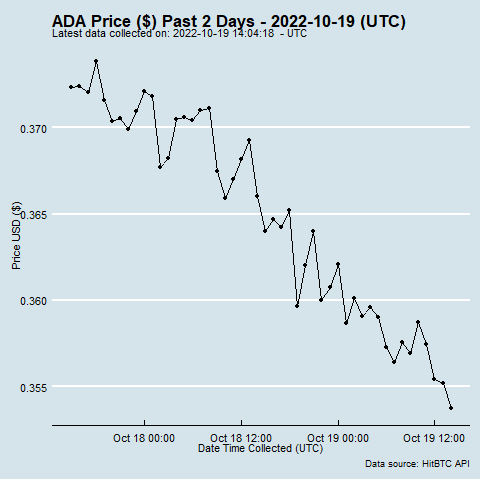 ADA Price ($) Past 2 Days - 2022-10-19 (UTC)
Latest data collected on: 2022-10-19 14:04:18  - UTC
0.370
0.365
0.360
0.355
Price USD ($)
Oct 18 00:00
Oct 18 12:00
Oct 19 00:00
Oct 19 12:00
Date Time Collected (UTC)
Data source: HitBTC API